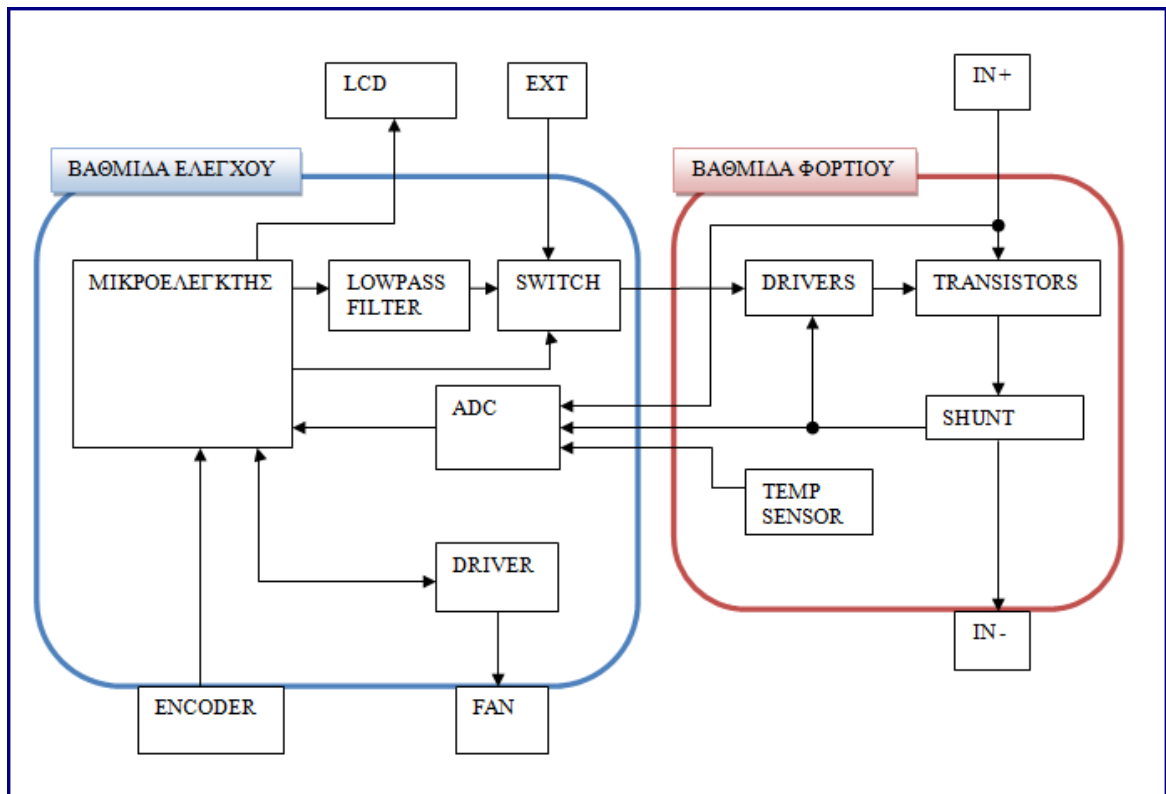 LCD
EXT
IN+
ΒΑΘΜΙΔΑ ΕΛΕΓΧΟΥ
ΒΑΘΜΙΔΑ ΦΟΡΤΙΟΥ
ΜΙΚΡΟΕΛΕΓΚΤΗΣ
LOWPASS
FILTER
SWITCH
DRIVERS
TRANSISTORS
ADC
SHUNT
TEMP
SENSOR
DRIVER
IN-
ENCODER
FAN